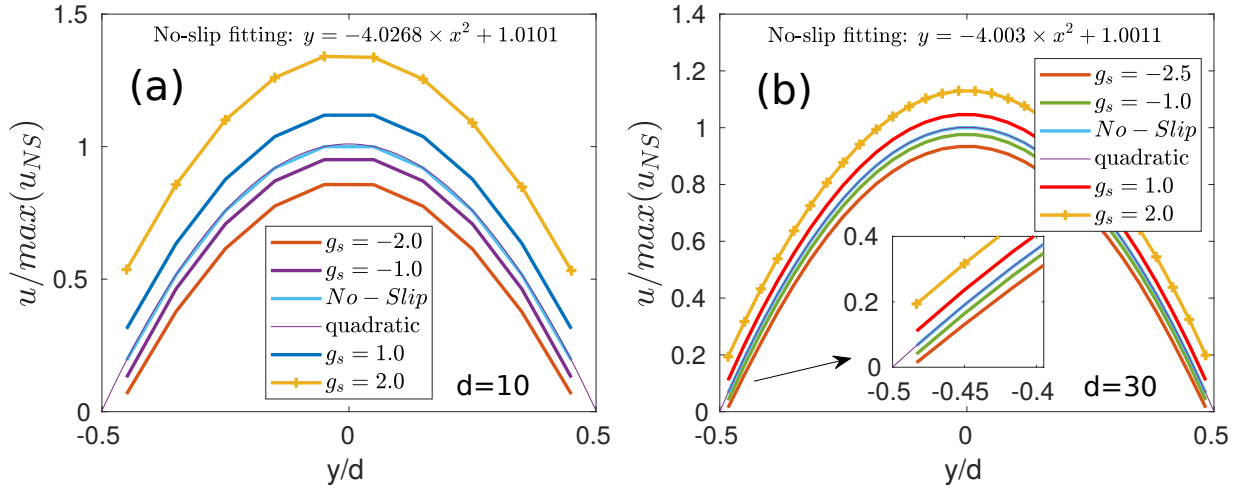 No-slip fitting: y = −4.0268 × x² + 1.0101
(a)
u/max(u_NS)
1.5
1
0.5
0
g_s = −2.0
g_s = −1.0
No − Slip
quadratic
g_s = 1.0
g_s = 2.0
d=10
-0.5 0 0.5
y/d
No-slip fitting: y = −4.003 × x² + 1.0011
(b)
u/max(u_NS)
1.4
1.2
1
0.8
0.6
0.4
0.2
0
g_s = −2.5
g_s = −1.0
No−Slip
quadratic
g_s = 1.0
g_s = 2.0
0.4
0.2
0
-0.5 -0.45 -0.4
d=30
-0.5 0 0.5
y/d